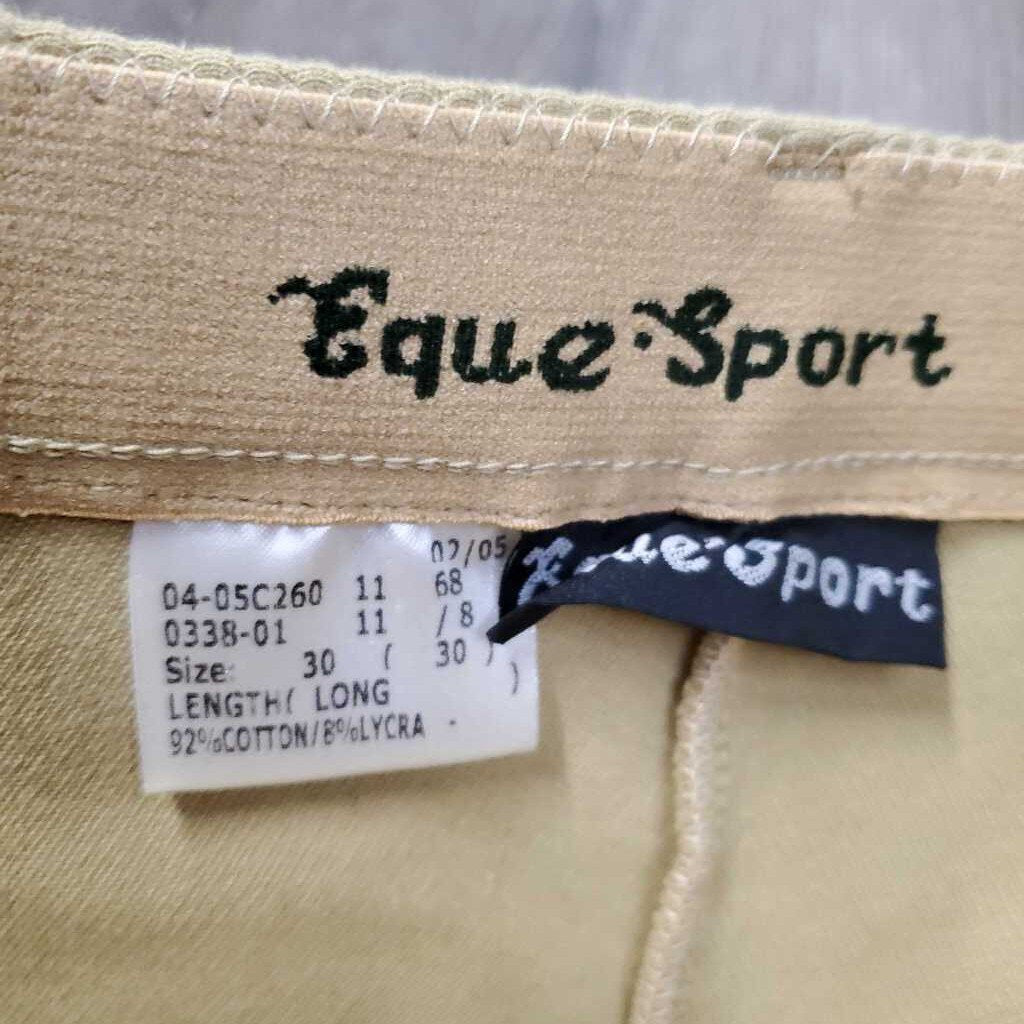 Eque·Sport
02/05
04-05C260 11 68
0338-01 11 / 8
Size: 30 ( 30 )
LENGTH( LONG )
92%COTTON/8%LYCRA
Eque·Sport